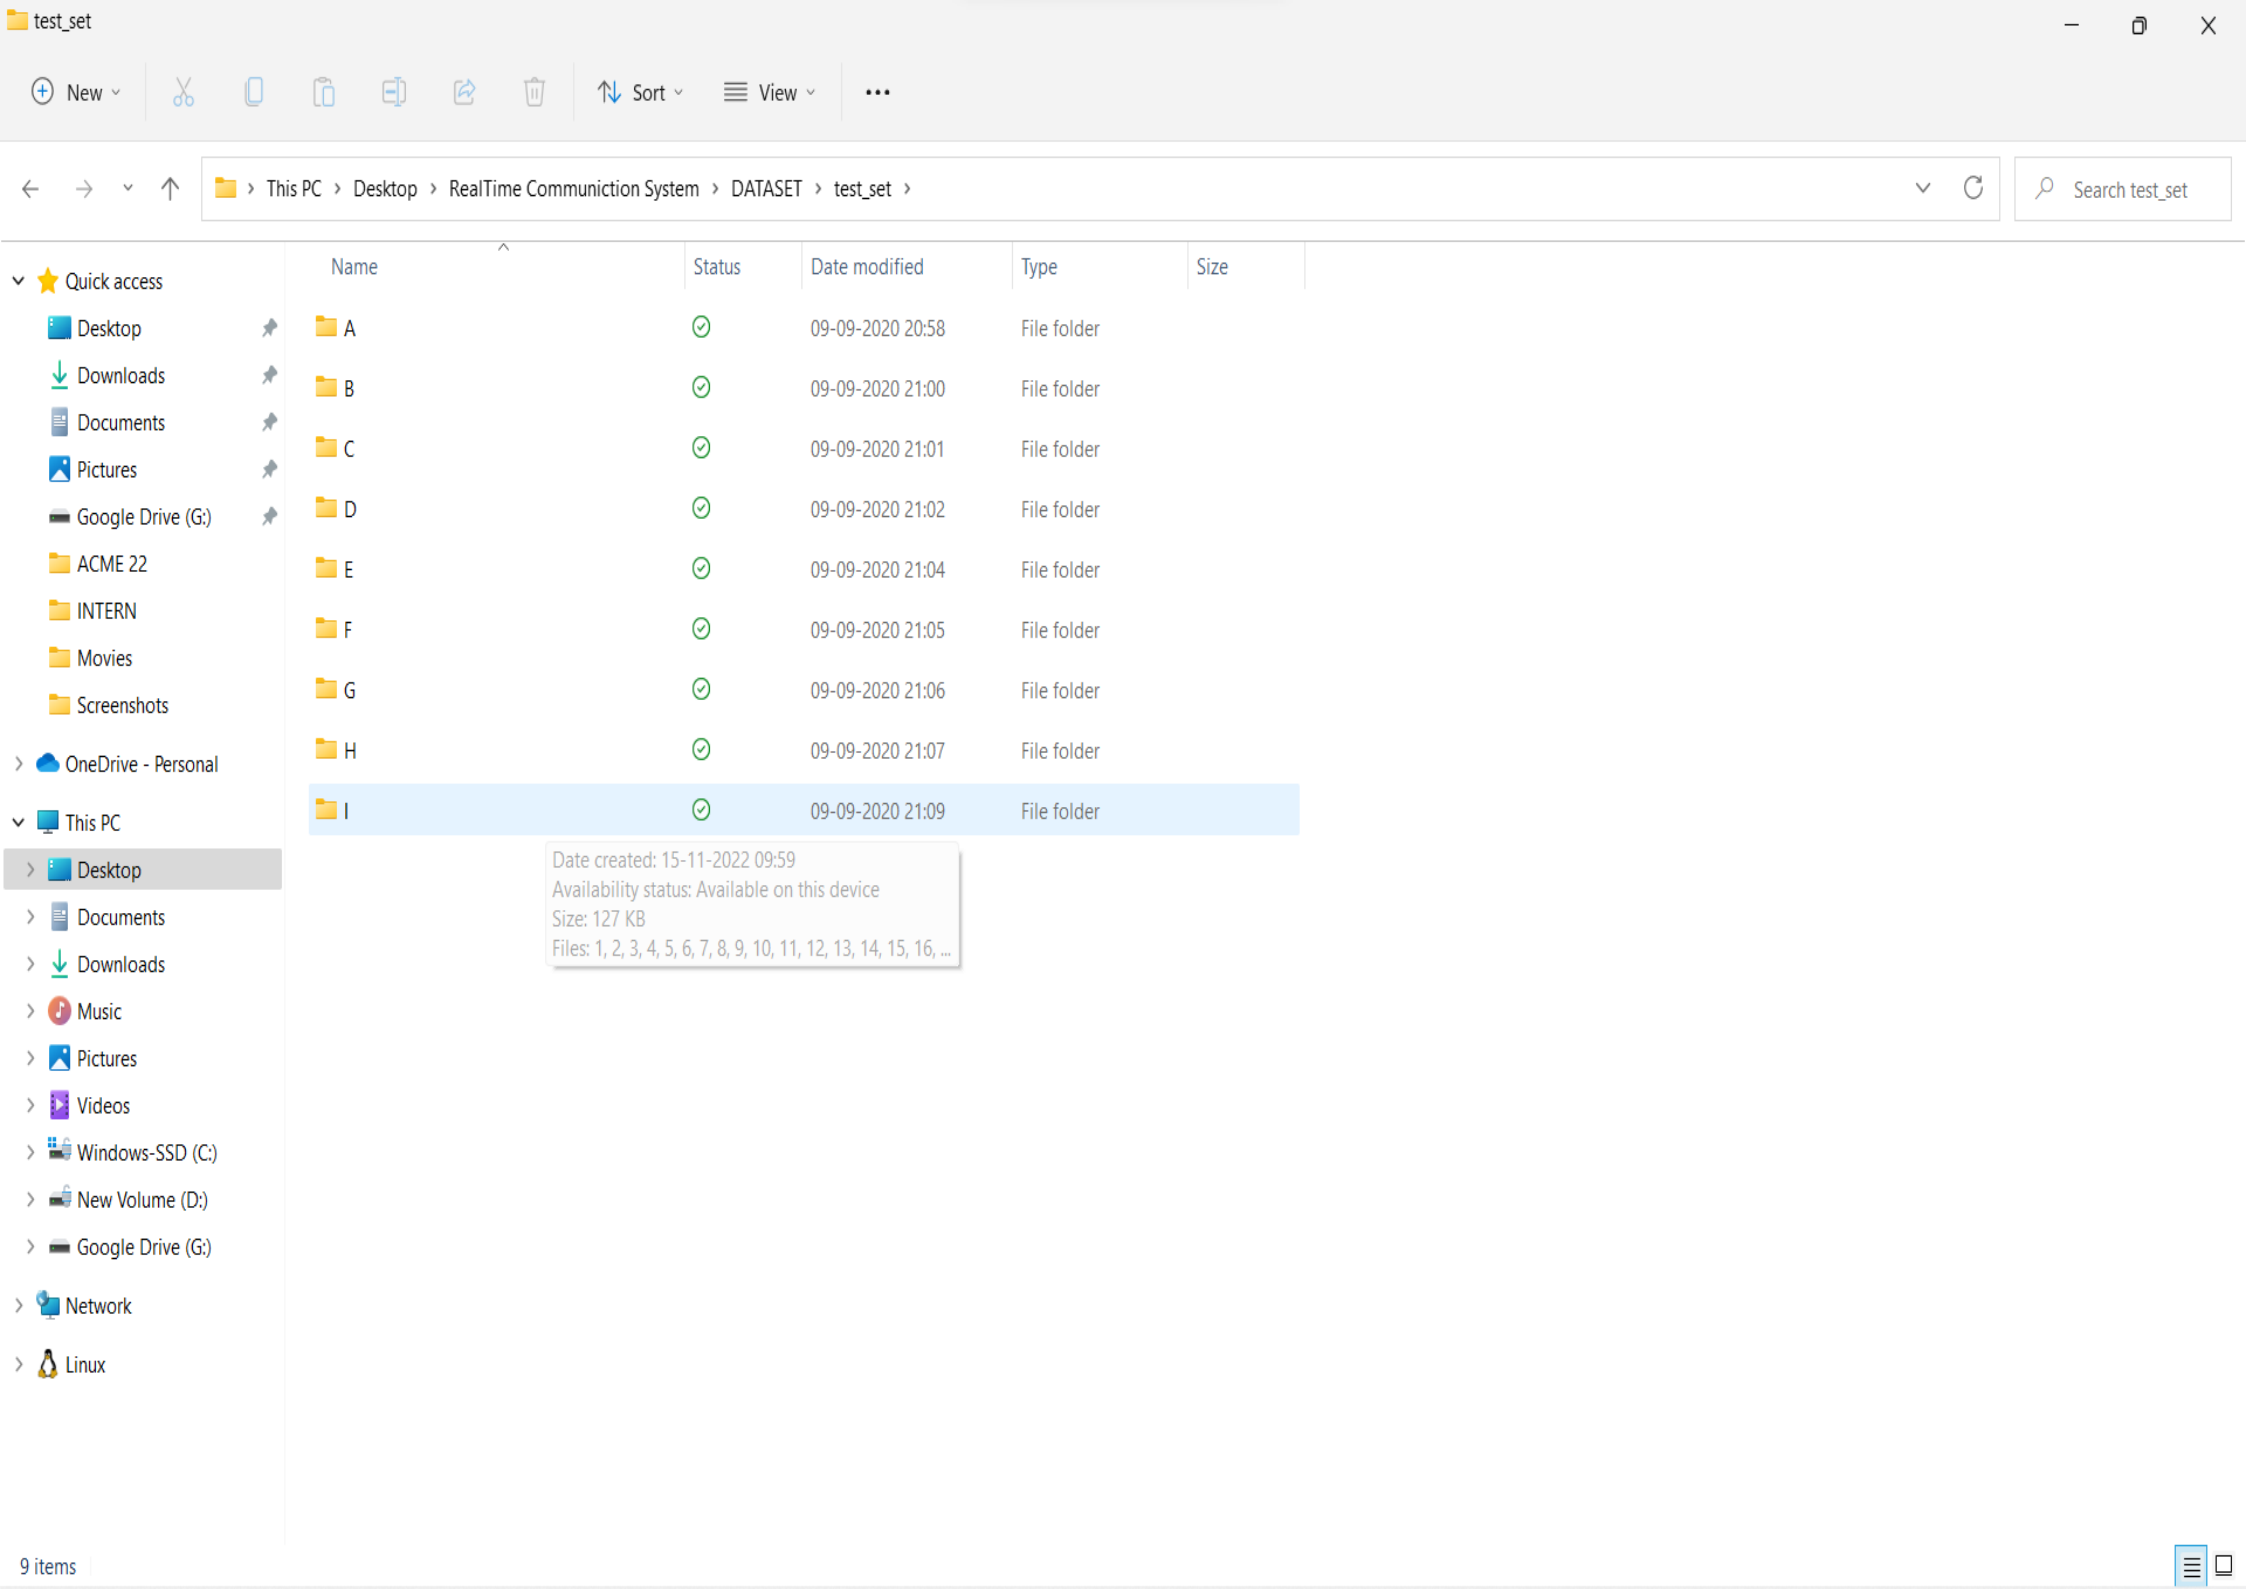 test_set
New
Sort
View
This PC > Desktop > RealTime Communiction System > DATASET > test_set >
Search test_set
Name Status Date modified Type Size
Quick access
Desktop
Downloads
Documents
Pictures
Google Drive (G:)
ACME 22
INTERN
Movies
Screenshots
OneDrive - Personal
This PC
Desktop
Documents
Downloads
Music
Pictures
Videos
Windows-SSD (C:)
New Volume (D:)
Google Drive (G:)
Network
Linux
A 09-09-2020 20:58 File folder
B 09-09-2020 21:00 File folder
C 09-09-2020 21:01 File folder
D 09-09-2020 21:02 File folder
E 09-09-2020 21:04 File folder
F 09-09-2020 21:05 File folder
G 09-09-2020 21:06 File folder
H 09-09-2020 21:07 File folder
I 09-09-2020 21:09 File folder
Date created: 15-11-2022 09:59
Availability status: Available on this device
Size: 127 KB
Files: 1, 2, 3, 4, 5, 6, 7, 8, 9, 10, 11, 12, 13, 14, 15, 16, ...
9 items